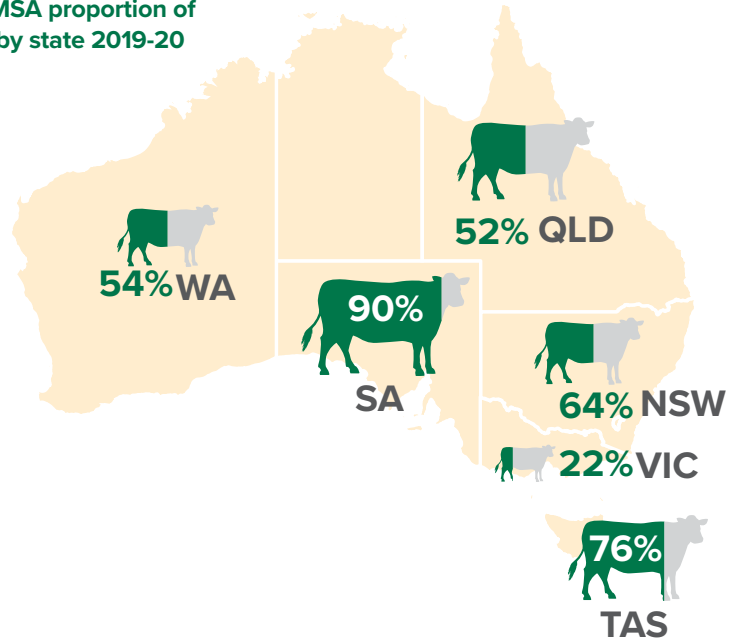 MSA proportion of
by state 2019-20
52% QLD
54% WA
90%
SA
64% NSW
22% VIC
76%
TAS